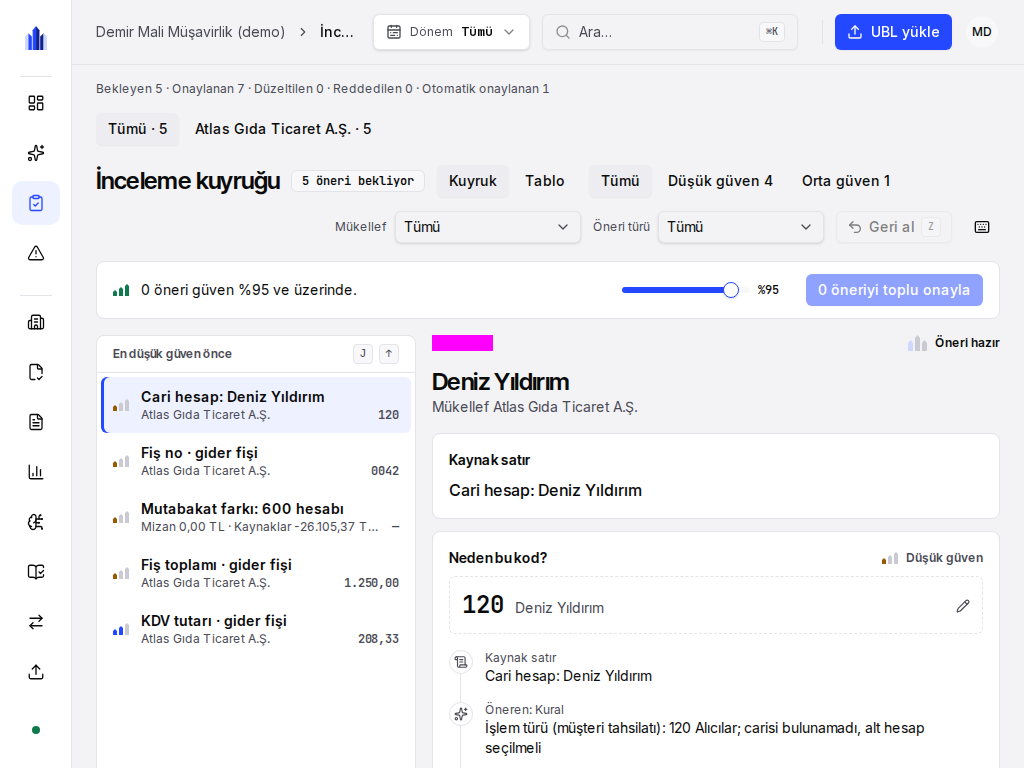 Demir Mali Müşavirlik (demo) › İnc…
Dönem Tümü
Ara…
⌘K
UBL yükle
MD
Bekleyen 5 · Onaylanan 7 · Düzeltilen 0 · Reddedilen 0 · Otomatik onaylanan 1
Tümü · 5
Atlas Gıda Ticaret A.Ş. · 5
İnceleme kuyruğu
5 öneri bekliyor
Kuyruk
Tablo
Tümü
Düşük güven 4
Orta güven 1
Mükellef
Tümü
Öneri türü
Tümü
Geri al
Z
0 öneri güven %95 ve üzerinde.
%95
0 öneriyi toplu onayla
En düşük güven önce
J
↑
Cari hesap: Deniz Yıldırım
Atlas Gıda Ticaret A.Ş.
120
Fiş no · gider fişi
Atlas Gıda Ticaret A.Ş.
0042
Mutabakat farkı: 600 hesabı
Mizan 0,00 TL · Kaynaklar -26.105,37 T…
—
Fiş toplamı · gider fişi
Atlas Gıda Ticaret A.Ş.
1.250,00
KDV tutarı · gider fişi
Atlas Gıda Ticaret A.Ş.
208,33
Öneri hazır
Deniz Yıldırım
Mükellef Atlas Gıda Ticaret A.Ş.
Kaynak satır
Cari hesap: Deniz Yıldırım
Neden bu kod?
Düşük güven
120 Deniz Yıldırım
Kaynak satır
Cari hesap: Deniz Yıldırım
Öneren: Kural
İşlem türü (müşteri tahsilatı): 120 Alıcılar; carisi bulunamadı, alt hesap
seçilmeli